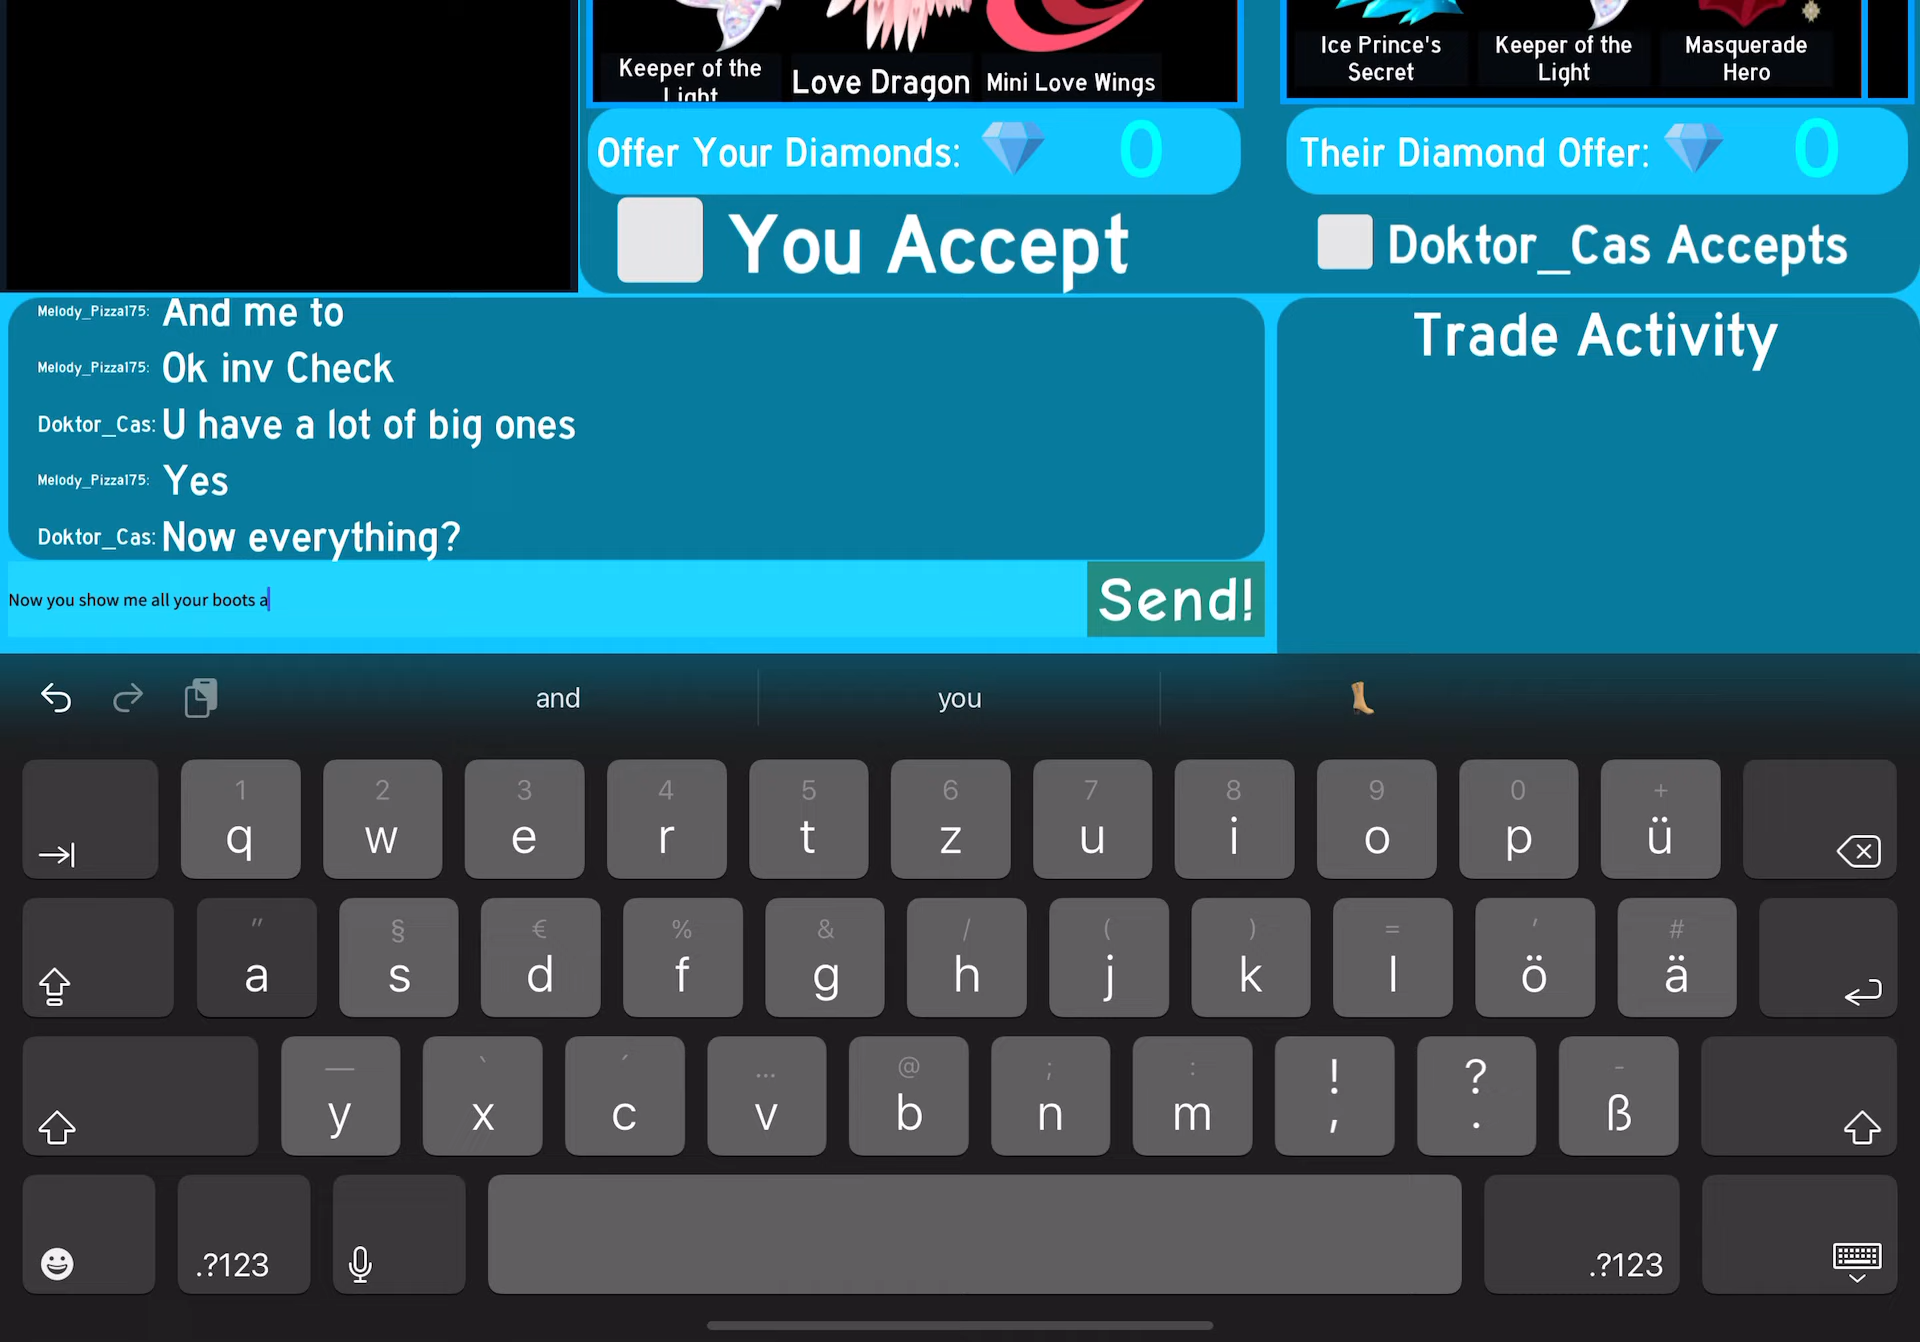 Keeper of the
Light
Love Dragon
Mini Love Wings
Ice Prince's
Secret
Keeper of the
Light
Masquerade
Hero
Offer Your Diamonds: 0
Their Diamond Offer: 0
You Accept
Doktor_Cas Accepts
Melody_Pizza175: And me to
Melody_Pizza175: Ok inv Check
Doktor_Cas: U have a lot of big ones
Melody_Pizza175: Yes
Doktor_Cas: Now everything?
Trade Activity
Now you show me all your boots a
Send!
and you
1 2 3 4 5 6 7 8 9 0 +
q w e r t z u i o p ü
" § € % & / ( ) = ' #
a s d f g h j k l ö ä
— ` ´ ... @ ; : ! ? -
y x c v b n m , . ß
.?123 .?123